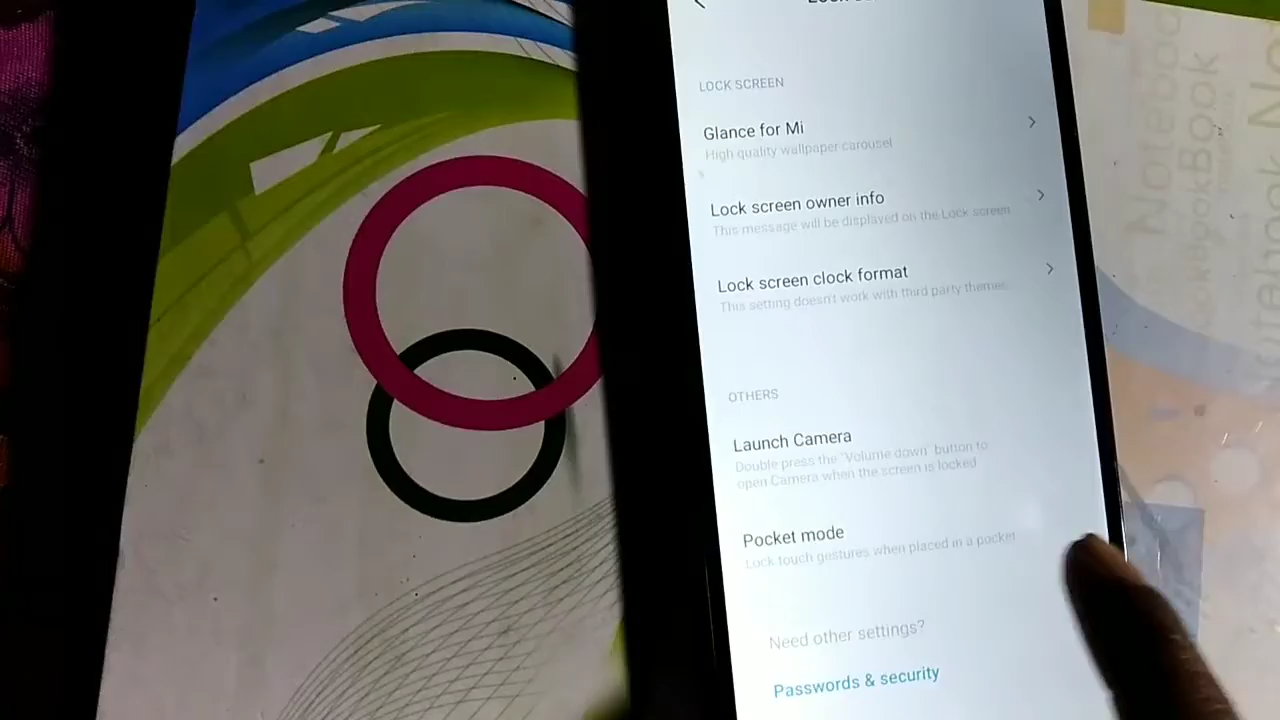 LOCK SCREEN
Glance for Mi
High quality wallpaper carousel
Lock screen owner info
This message will be displayed on the Lock screen
Lock screen clock format
This setting doesn't work with third party themes
OTHERS
Launch Camera
Double press the "Volume down" button to
open Camera when the screen is locked
Pocket mode
Lock touch gestures when placed in a pocket
Need other settings?
Passwords & security